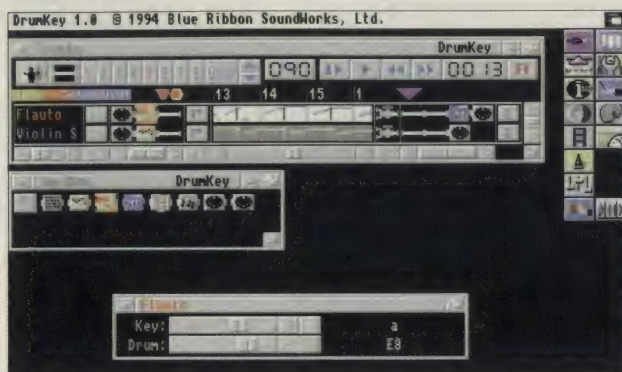 DrumKey 1.0 © 1994 Blue Ribbon SoundWorks, Ltd.
DrumKey
090 00 13
13 14 15 1
Flauto
Violin S
DrumKey
Flauto
Key: a
Drum: E8